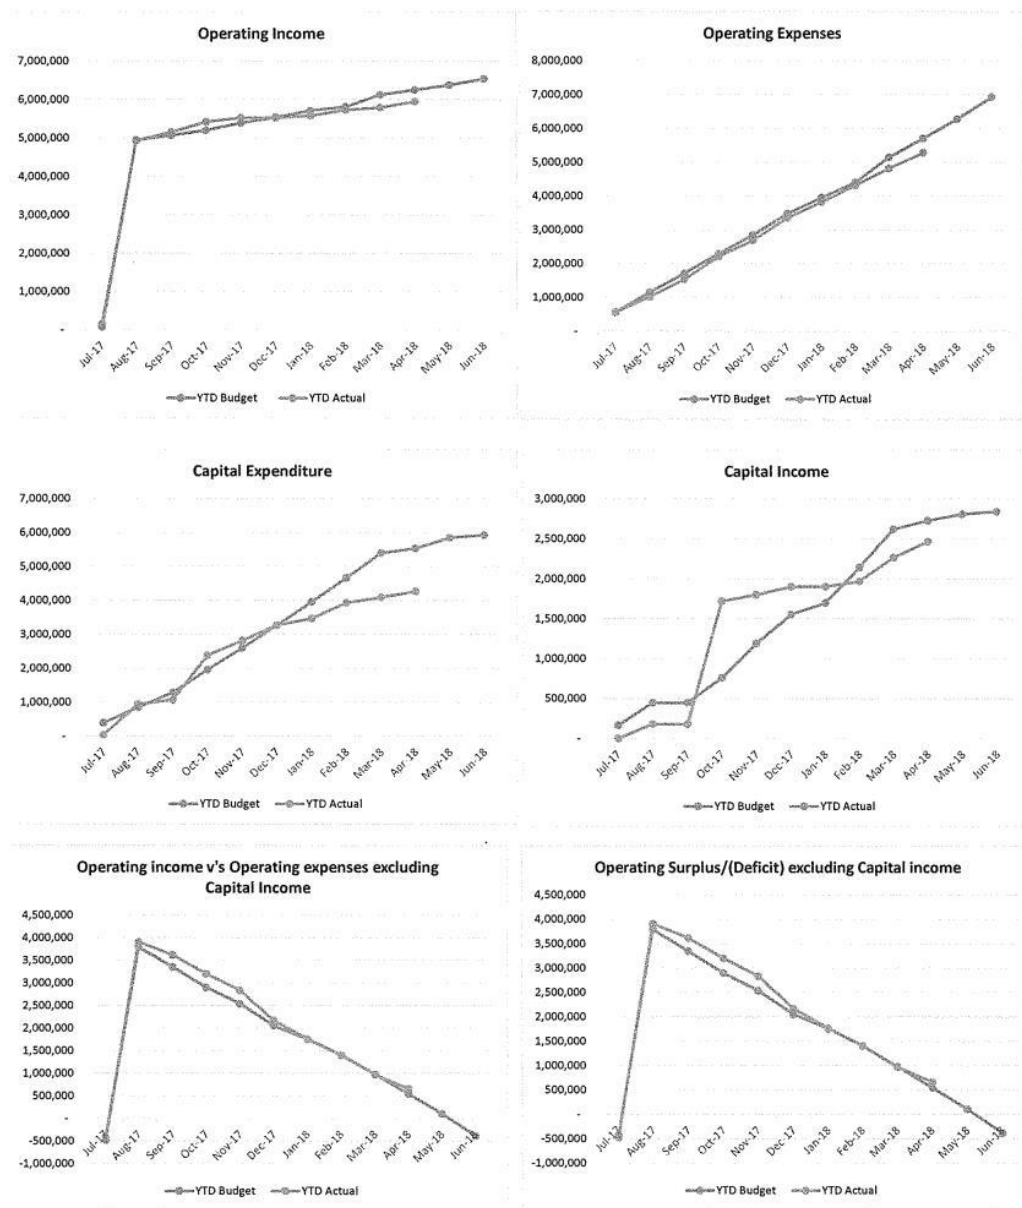 Operating Income
7,000,000
6,000,000
5,000,000
4,000,000
3,000,000
2,000,000
1,000,000
-
Jul-17 Aug-17 Sep-17 Oct-17 Nov-17 Dec-17 Jan-18 Feb-18 Mar-18 Apr-18 May-18 Jun-18
YTD Budget YTD Actual
Operating Expenses
8,000,000
7,000,000
6,000,000
5,000,000
4,000,000
3,000,000
2,000,000
1,000,000
-
Jul-17 Aug-17 Sep-17 Oct-17 Nov-17 Dec-17 Jan-18 Feb-18 Mar-18 Apr-18 May-18 Jun-18
YTD Budget YTD Actual
Capital Expenditure
7,000,000
6,000,000
5,000,000
4,000,000
3,000,000
2,000,000
1,000,000
-
Jul-17 Aug-17 Sep-17 Oct-17 Nov-17 Dec-17 Jan-18 Feb-18 Mar-18 Apr-18 May-18 Jun-18
YTD Budget YTD Actual
Capital Income
3,000,000
2,500,000
2,000,000
1,500,000
1,000,000
500,000
-
Jul-17 Aug-17 Sep-17 Oct-17 Nov-17 Dec-17 Jan-18 Feb-18 Mar-18 Apr-18 May-18 Jun-18
YTD Budget YTD Actual
Operating income v's Operating expenses excluding
Capital Income
4,500,000
4,000,000
3,500,000
3,000,000
2,500,000
2,000,000
1,500,000
1,000,000
500,000
-
-500,000
-1,000,000
Jul-17 Aug-17 Sep-17 Oct-17 Nov-17 Dec-17 Jan-18 Feb-18 Mar-18 Apr-18 May-18 Jun-18
YTD Budget YTD Actual
Operating Surplus/(Deficit) excluding Capital income
4,500,000
4,000,000
3,500,000
3,000,000
2,500,000
2,000,000
1,500,000
1,000,000
500,000
-
-500,000
-1,000,000
Jul-17 Aug-17 Sep-17 Oct-17 Nov-17 Dec-17 Jan-18 Feb-18 Mar-18 Apr-18 May-18 Jun-18
YTD Budget YTD Actual